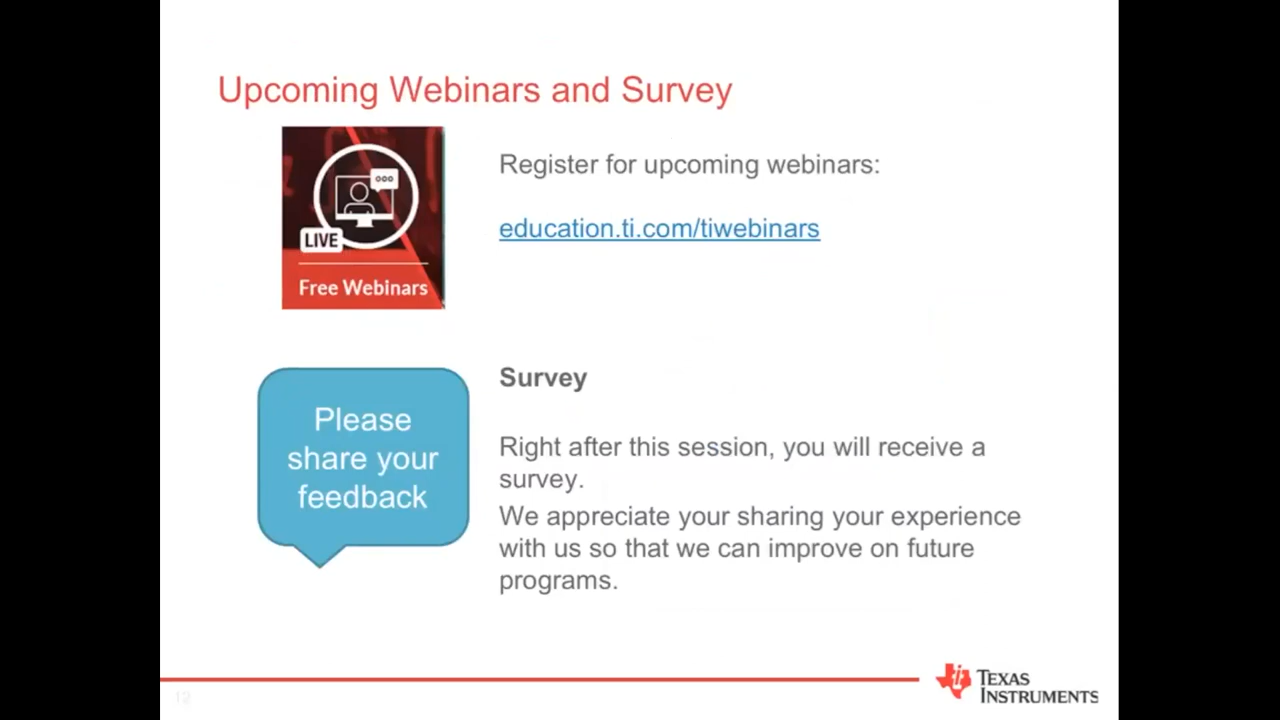 Upcoming Webinars and Survey
LIVE
Free Webinars
Register for upcoming webinars:
education.ti.com/tiwebinars
Please
share your
feedback
Survey
Right after this session, you will receive a
survey.
We appreciate your sharing your experience
with us so that we can improve on future
programs.
12
TEXAS
INSTRUMENTS